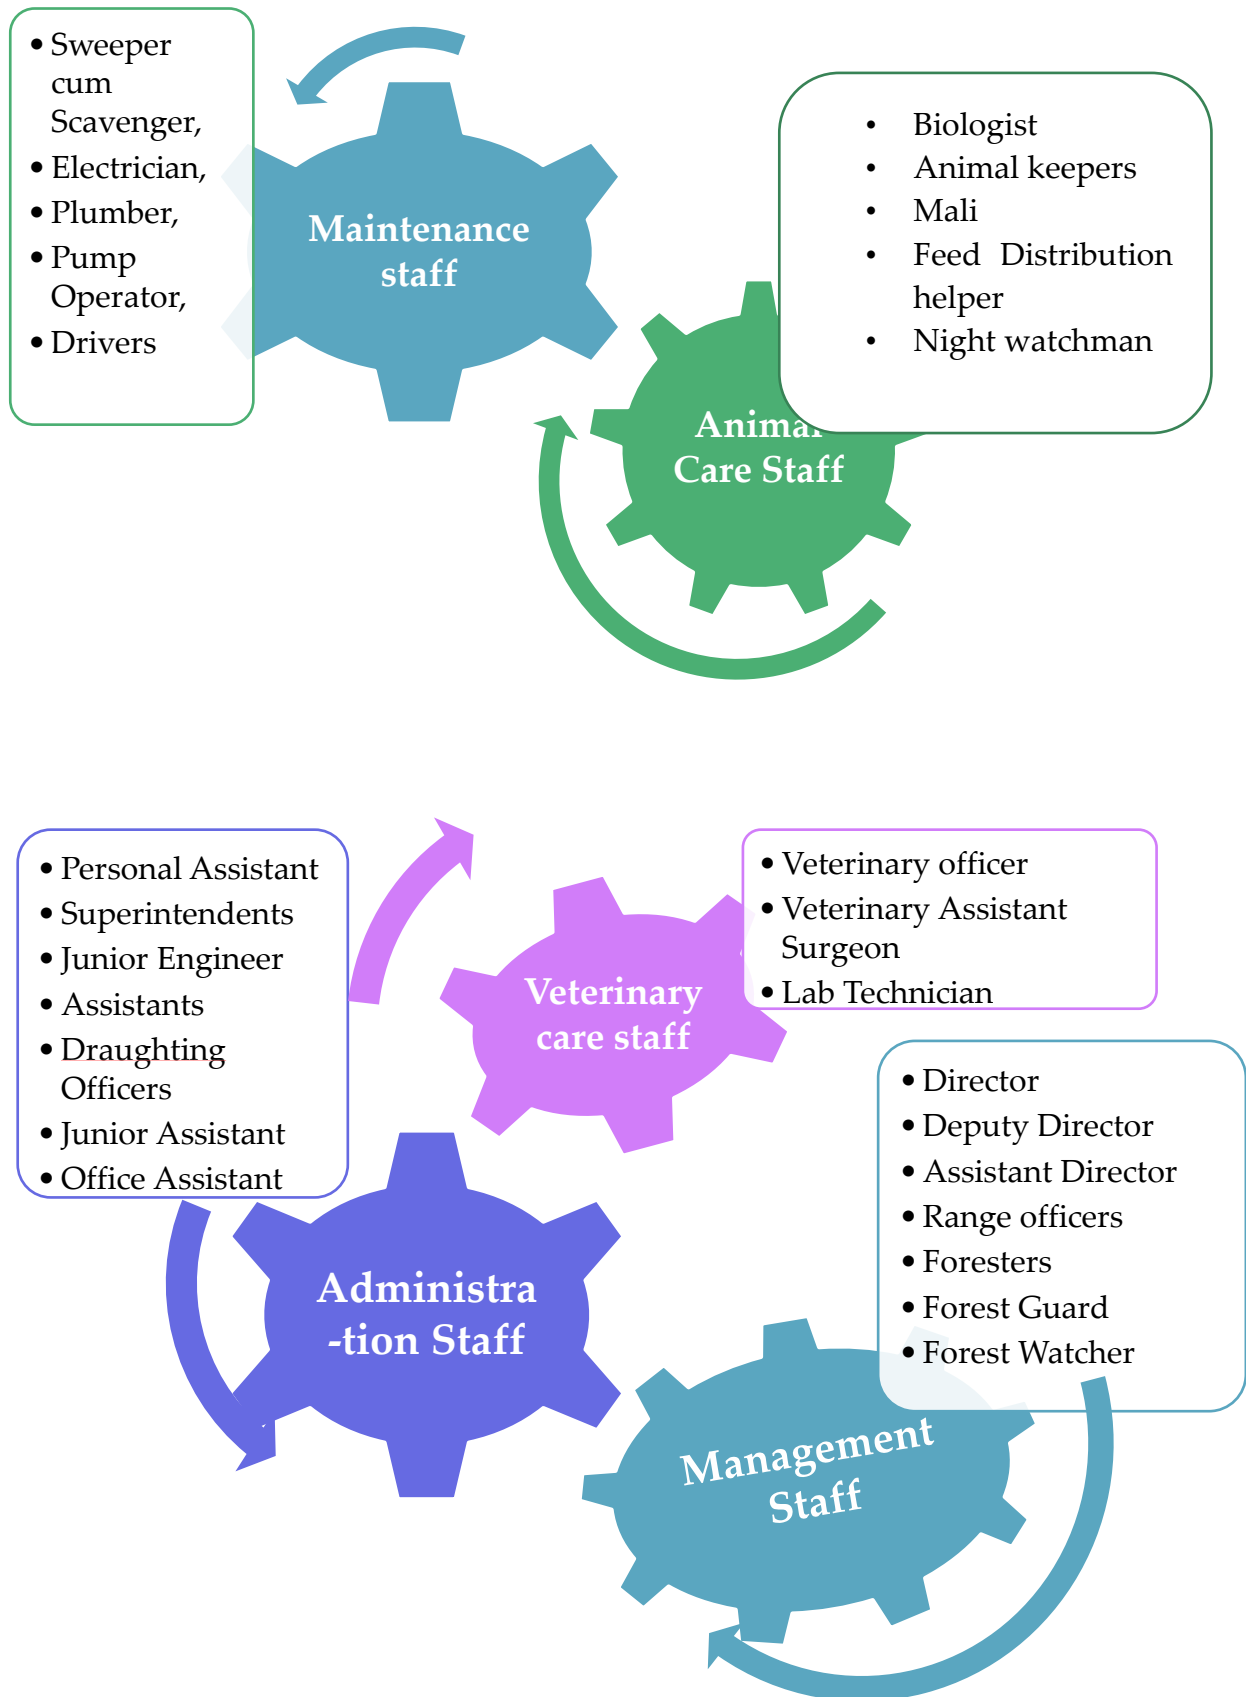 • Sweeper
cum
Scavenger,
• Electrician,
• Plumber,
• Pump
Operator,
• Drivers
Maintenance
staff
• Biologist
• Animal keepers
• Mali
• Feed Distribution
helper
• Night watchman
Animal
Care Staff
• Personal Assistant
• Superintendents
• Junior Engineer
• Assistants
• Draughting
Officers
• Junior Assistant
• Office Assistant
Veterinary
care staff
• Veterinary officer
• Veterinary Assistant
Surgeon
• Lab Technician
Administra
-tion Staff
• Director
• Deputy Director
• Assistant Director
• Range officers
• Foresters
• Forest Guard
• Forest Watcher
Management
Staff